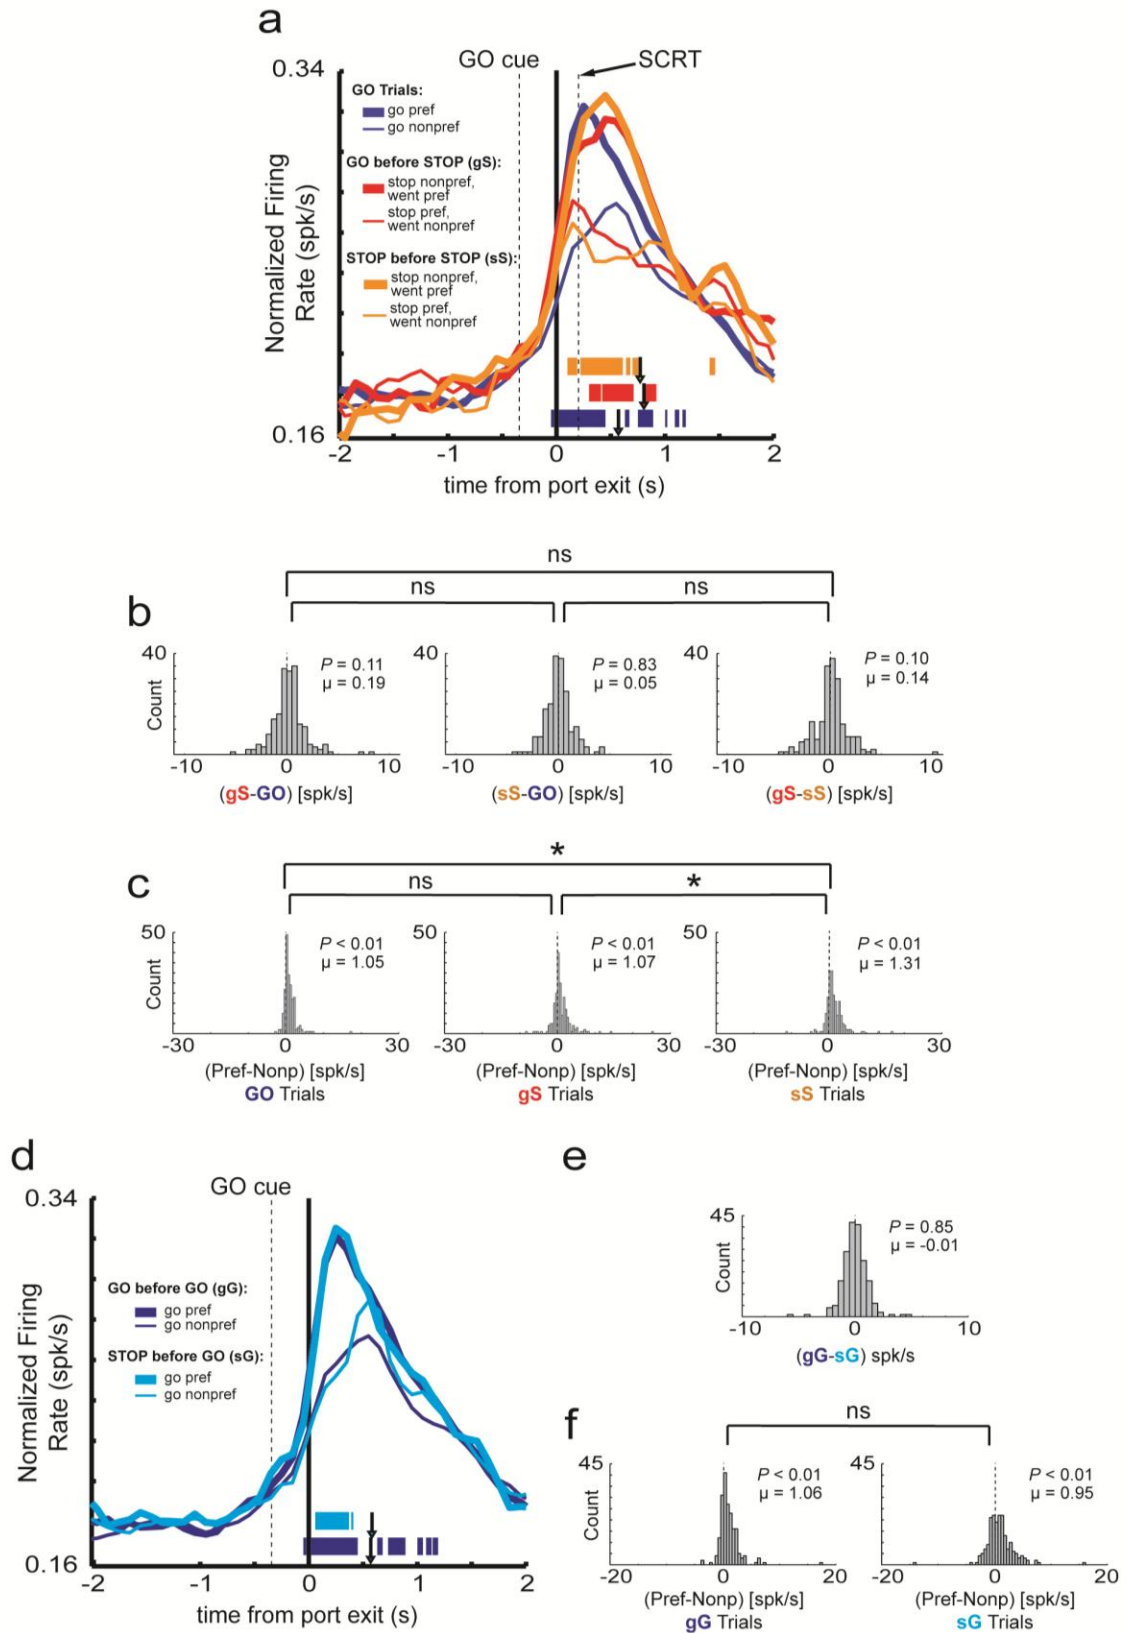 a
GO cue
SCRT
0.34
GO Trials:
go pref
go nonpref
GO before STOP (gS):
stop nonpref,
went pref
stop pref,
went nonpref
STOP before STOP (sS):
stop nonpref,
went pref
stop pref,
went nonpref
Normalized Firing
Rate (spk/s)
0.16
-2 -1 0 1 2
time from port exit (s)
ns
ns ns
b
40 40 40
Count
P = 0.11
μ = 0.19
P = 0.83
μ = 0.05
P = 0.10
μ = 0.14
-10 0 10 -10 0 10 -10 0 10
(gS-GO) [spk/s] (sS-GO) [spk/s] (gS-sS) [spk/s]
*
ns *
c
50 50 50
Count
P < 0.01
μ = 1.05
P < 0.01
μ = 1.07
P < 0.01
μ = 1.31
-30 0 30 -30 0 30 -30 0 30
(Pref-Nonp) [spk/s] (Pref-Nonp) [spk/s] (Pref-Nonp) [spk/s]
GO Trials gS Trials sS Trials
d
GO cue
0.34
GO before GO (gG):
go pref
go nonpref
STOP before GO (sG):
go pref
go nonpref
Normalized Firing
Rate (spk/s)
0.16
-2 -1 0 1 2
time from port exit (s)
e
45
Count
P = 0.85
μ = -0.01
-10 0 10
(gG-sG) spk/s
ns
f
45 45
Count
P < 0.01
μ = 1.06
P < 0.01
μ = 0.95
-20 0 20 -20 0 20
(Pref-Nonp) [spk/s] (Pref-Nonp) [spk/s]
gG Trials sG Trials